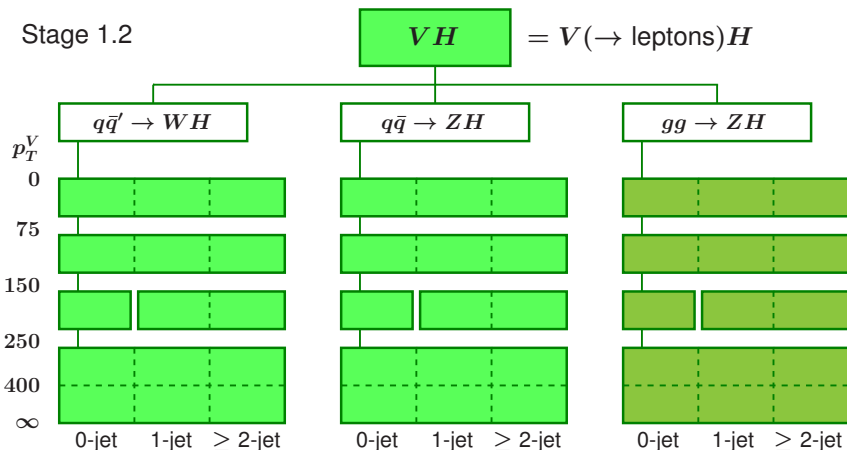 Stage 1.2
VH = V(→ leptons)H
qq̄′ → WH
qq̄ → ZH
gg → ZH
p_T^V
0
75
150
250
400
∞
0-jet 1-jet ≥ 2-jet
0-jet 1-jet ≥ 2-jet
0-jet 1-jet ≥ 2-jet